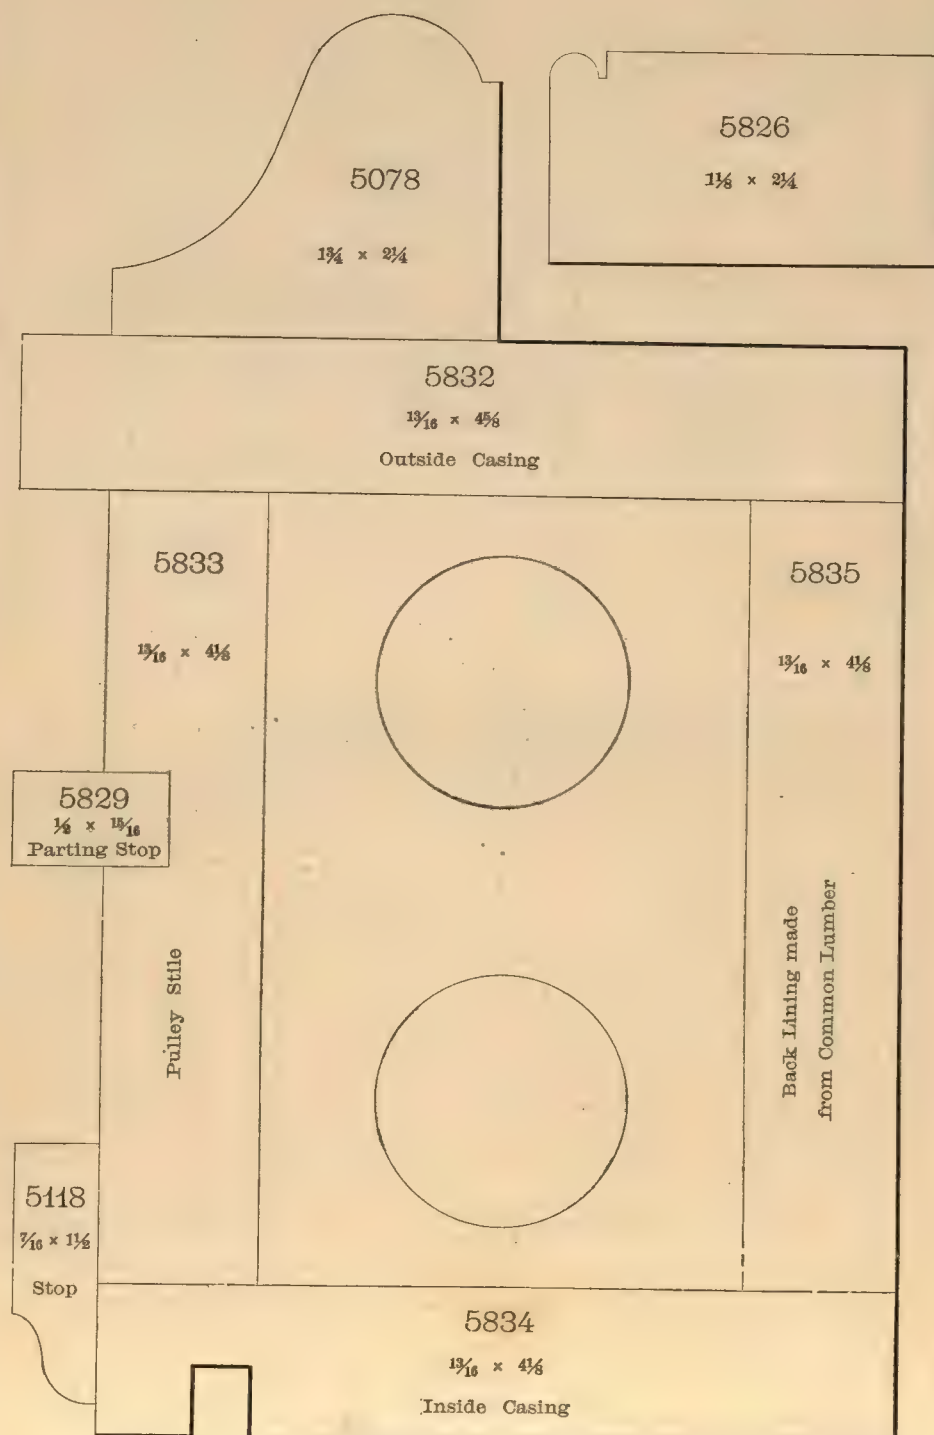 5078
1¾ × 2¼
5826
1⅛ × 2¼
5832
13/16 × 4⅝
Outside Casing
5833
13/16 × 4⅛
5835
13/16 × 4⅛
5829
½ × 15/16
Parting Stop
Pulley Stile
Back Lining made
from Common Lumber
5118
7/16 × 1½
Stop
5834
13/16 × 4⅛
Inside Casing